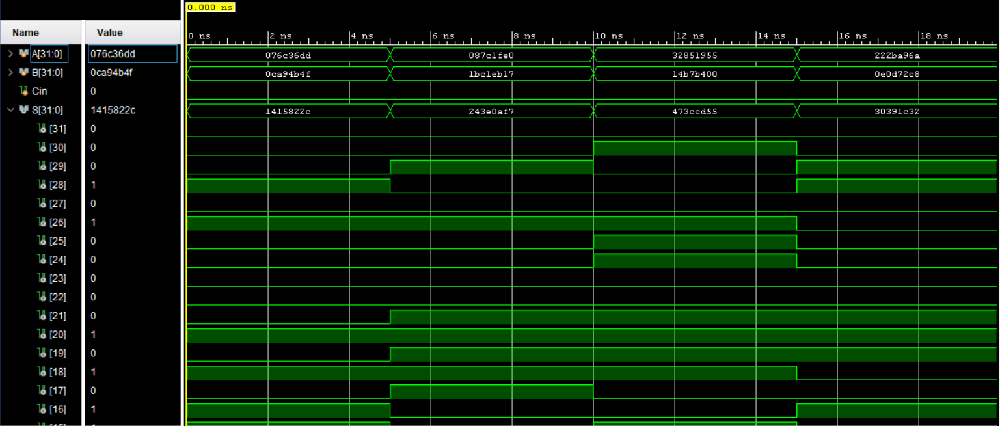 0.000 ns
Name Value 0 ns 2 ns 4 ns 6 ns 8 ns 10 ns 12 ns 14 ns 16 ns 18 ns
A[31:0] 076c36dd 076c36dd 087c1fe0 32851955 222ba96a
B[31:0] 0ca94b4f 0ca94b4f 1bc1eb17 14b7b400 0e0d72c8
Cin 0
S[31:0] 1415822c 1415822c 243e0af7 473ccd55 30391c32
[31] 0
[30] 0
[29] 0
[28] 1
[27] 0
[26] 1
[25] 0
[24] 0
[23] 0
[22] 0
[21] 0
[20] 1
[19] 0
[18] 1
[17] 0
[16] 1